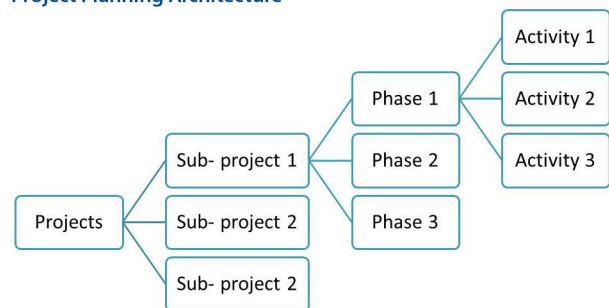 Project Planning Architecture
Activity 1
Phase 1
Activity 2
Sub- project 1
Phase 2
Activity 3
Projects
Sub- project 2
Phase 3
Sub- project 2